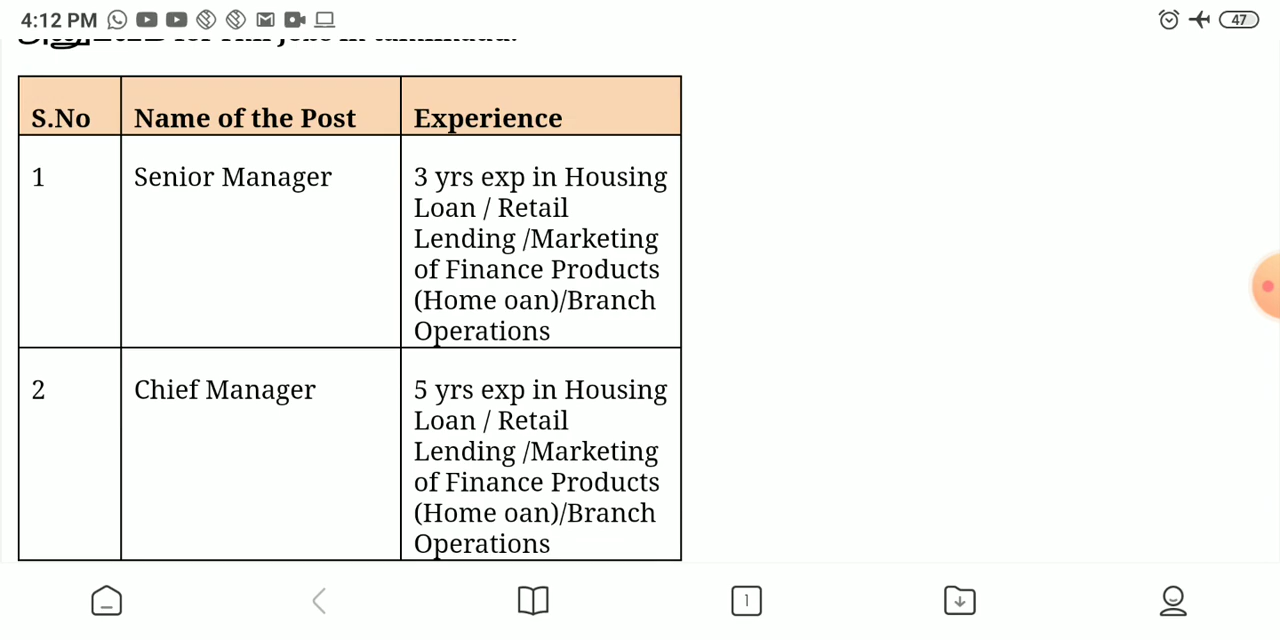 4:12 PM
47
S.No Name of the Post Experience
1 Senior Manager 3 yrs exp in Housing
Loan / Retail
Lending /Marketing
of Finance Products
(Home oan)/Branch
Operations
2 Chief Manager 5 yrs exp in Housing
Loan / Retail
Lending /Marketing
of Finance Products
(Home oan)/Branch
Operations
1